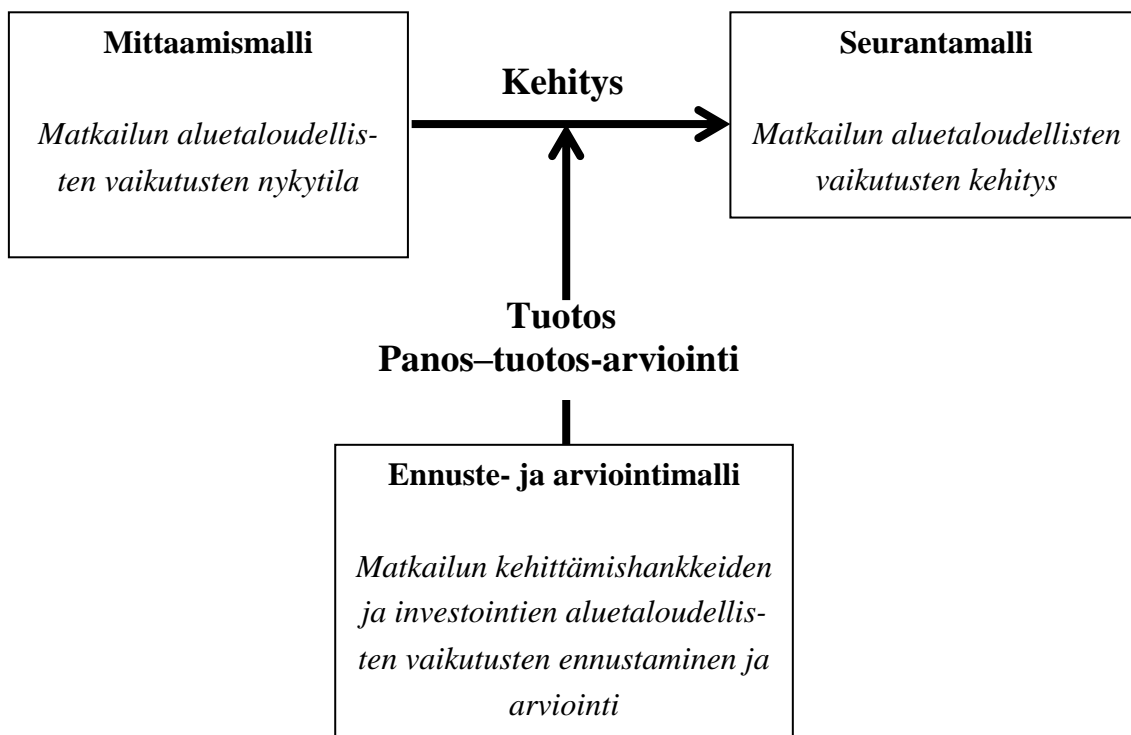 Mittaamismalli
Matkailun aluetaloudellis-
ten vaikutusten nykytila
Kehitys
Seurantamalli
Matkailun aluetaloudellisten
vaikutusten kehitys
Tuotos
Panos–tuotos-arviointi
Ennuste- ja arviointimalli
Matkailun kehittämishankkeiden
ja investointien aluetaloudellis-
ten vaikutusten ennustaminen ja
arviointi